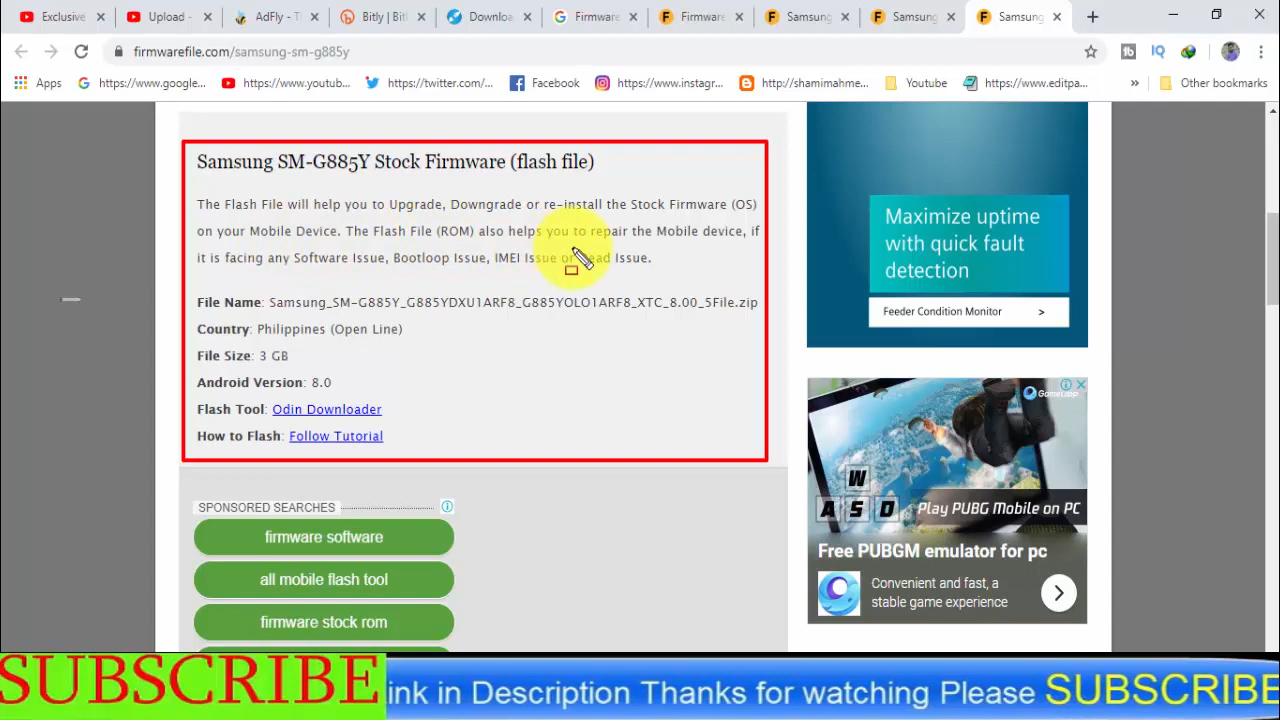 Exclusive
Upload -
AdFly - T
Bitly | Bit
Downloa
Firmware
Firmware
Samsung
Samsung
Samsung
firmwarefile.com/samsung-sm-g885y
Apps
https://www.google...
https://www.youtub...
https://twitter.com/...
Facebook
https://www.instagr...
http://shamimahme...
Youtube
https://www.editpa...
»
Other bookmarks
Samsung SM-G885Y Stock Firmware (flash file)
The Flash File will help you to Upgrade, Downgrade or re-install the Stock Firmware (OS)
on your Mobile Device. The Flash File (ROM) also helps you to repair the Mobile device, if
it is facing any Software Issue, Bootloop Issue, IMEI Issue or Dead Issue.
File Name: Samsung_SM-G885Y_G885YDXU1ARF8_G885YOLO1ARF8_XTC_8.00_5File.zip
Country: Philippines (Open Line)
File Size: 3 GB
Android Version: 8.0
Flash Tool: Odin Downloader
How to Flash: Follow Tutorial
SPONSORED SEARCHES
firmware software
all mobile flash tool
firmware stock rom
Maximize uptime
with quick fault
detection
Feeder Condition Monitor >
GameLoop
W
A S D
Play PUBG Mobile on PC
Free PUBGM emulator for pc
Convenient and fast, a
stable game experience
SUBSCRIBE
ink in Description Thanks for watching Please SUBSCRIBE